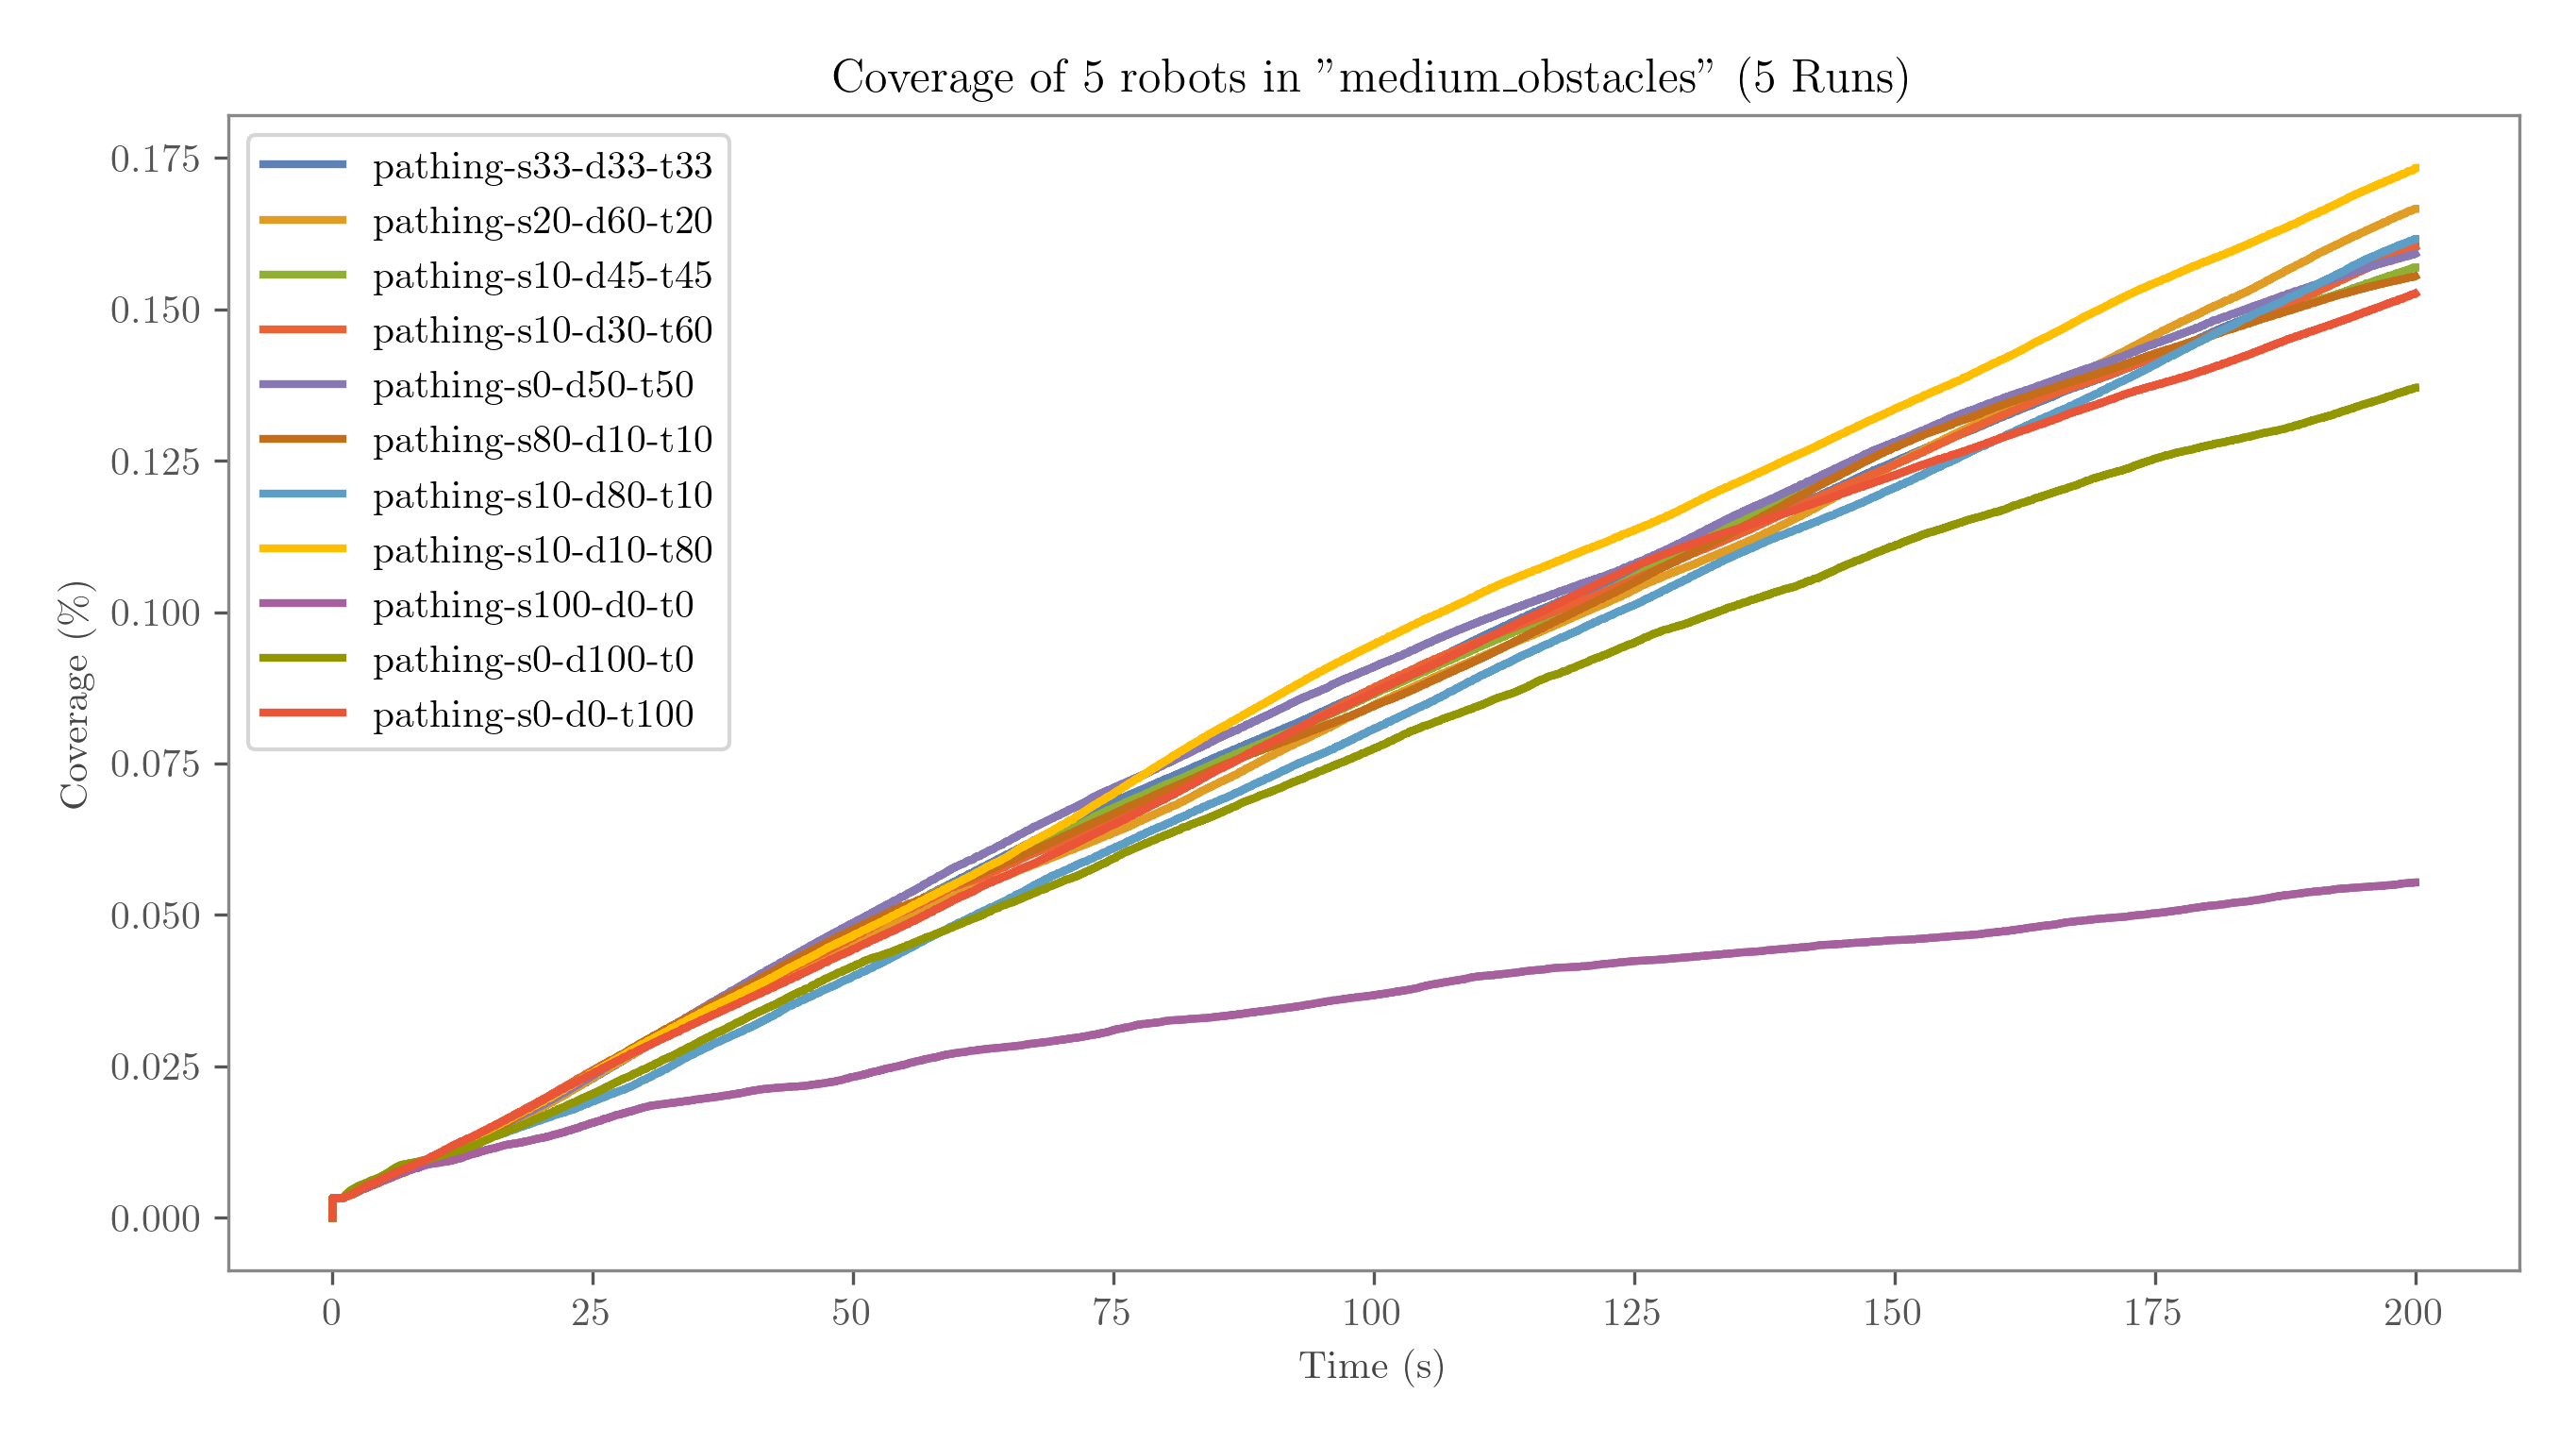 Coverage of 5 robots in ”medium_obstacles” (5 Runs)
pathing-s33-d33-t33
pathing-s20-d60-t20
pathing-s10-d45-t45
pathing-s10-d30-t60
pathing-s0-d50-t50
pathing-s80-d10-t10
pathing-s10-d80-t10
pathing-s10-d10-t80
pathing-s100-d0-t0
pathing-s0-d100-t0
pathing-s0-d0-t100
Coverage (%)
0.175
0.150
0.125
0.100
0.075
0.050
0.025
0.000
0 25 50 75 100 125 150 175 200
Time (s)